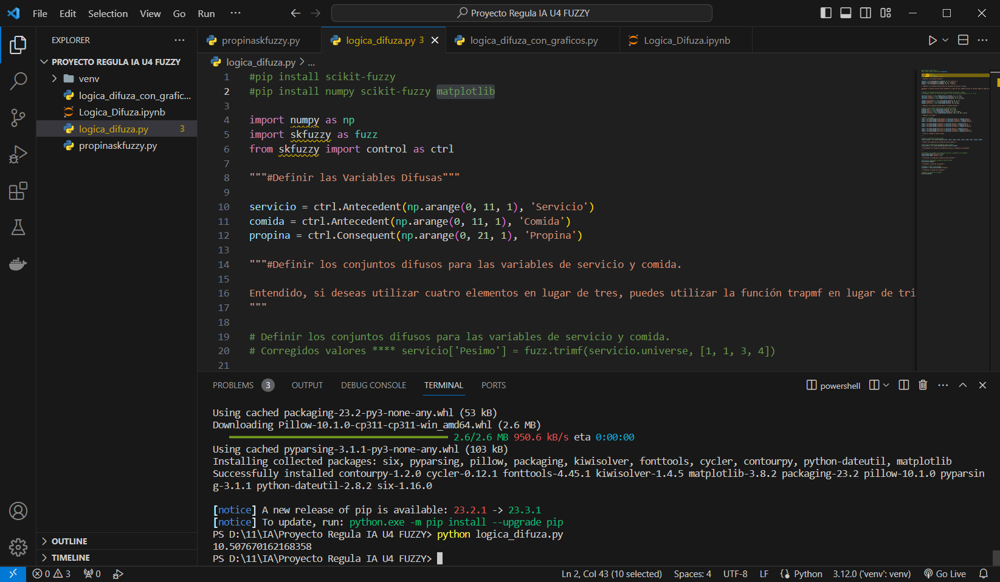 File Edit Selection View Go Run ··· Proyecto Regula IA U4 FUZZY
EXPLORER ···
PROYECTO REGULA IA U4 FUZZY
venv
logica_difuza_con_grafic...
Logica_Difuza.ipynb
logica_difuza.py 3
propinaskfuzzy.py
OUTLINE
TIMELINE
propinaskfuzzy.py logica_difuza.py 3 logica_difuza_con_graficos.py Logica_Difuza.ipynb ···
logica_difuza.py > ...
1 #pip install scikit-fuzzy
2 #pip install numpy scikit-fuzzy matplotlib
3
4 import numpy as np
5 import skfuzzy as fuzz
6 from skfuzzy import control as ctrl
7
8 """#Definir las Variables Difusas"""
9
10 servicio = ctrl.Antecedent(np.arange(0, 11, 1), 'Servicio')
11 comida = ctrl.Antecedent(np.arange(0, 11, 1), 'Comida')
12 propina = ctrl.Consequent(np.arange(0, 21, 1), 'Propina')
13
14 """#Definir los conjuntos difusos para las variables de servicio y comida.
15
16 Entendido, si deseas utilizar cuatro elementos en lugar de tres, puedes utilizar la función trapmf en lugar de tri
17 """
18
19 # Definir los conjuntos difusos para las variables de servicio y comida.
20 # Corregidos valores **** servicio['Pesimo'] = fuzz.trimf(servicio.universe, [1, 1, 3, 4])
21
PROBLEMS 3 OUTPUT DEBUG CONSOLE TERMINAL PORTS powershell ···
Using cached packaging-23.2-py3-none-any.whl (53 kB)
Downloading Pillow-10.1.0-cp311-cp311-win_amd64.whl (2.6 MB)
2.6/2.6 MB 950.6 kB/s eta 0:00:00
Using cached pyparsing-3.1.1-py3-none-any.whl (103 kB)
Installing collected packages: six, pyparsing, pillow, packaging, kiwisolver, fonttools, cycler, contourpy, python-dateutil, matplotlib
Successfully installed contourpy-1.2.0 cycler-0.12.1 fonttools-4.45.1 kiwisolver-1.4.5 matplotlib-3.8.2 packaging-23.2 pillow-10.1.0 pyparsin
g-3.1.1 python-dateutil-2.8.2 six-1.16.0
[notice] A new release of pip is available: 23.2.1 -> 23.3.1
[notice] To update, run: python.exe -m pip install --upgrade pip
PS D:\11\IA\Proyecto Regula IA U4 FUZZY> python logica_difuza.py
10.507670162168358
PS D:\11\IA\Proyecto Regula IA U4 FUZZY>
0 3 0 Ln 2, Col 43 (10 selected) Spaces: 4 UTF-8 LF Python 3.12.0 ('venv': venv) Go Live